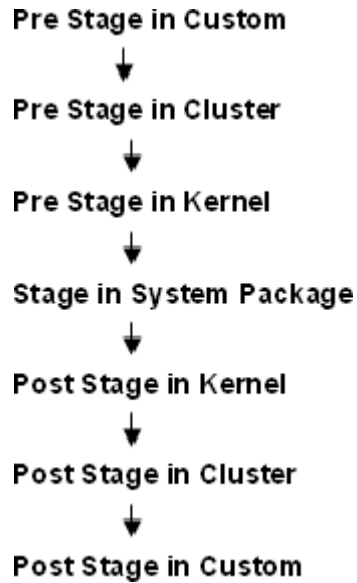 Pre Stage in Custom
Pre Stage in Cluster
Pre Stage in Kernel
Stage in System Package
Post Stage in Kernel
Post Stage in Cluster
Post Stage in Custom